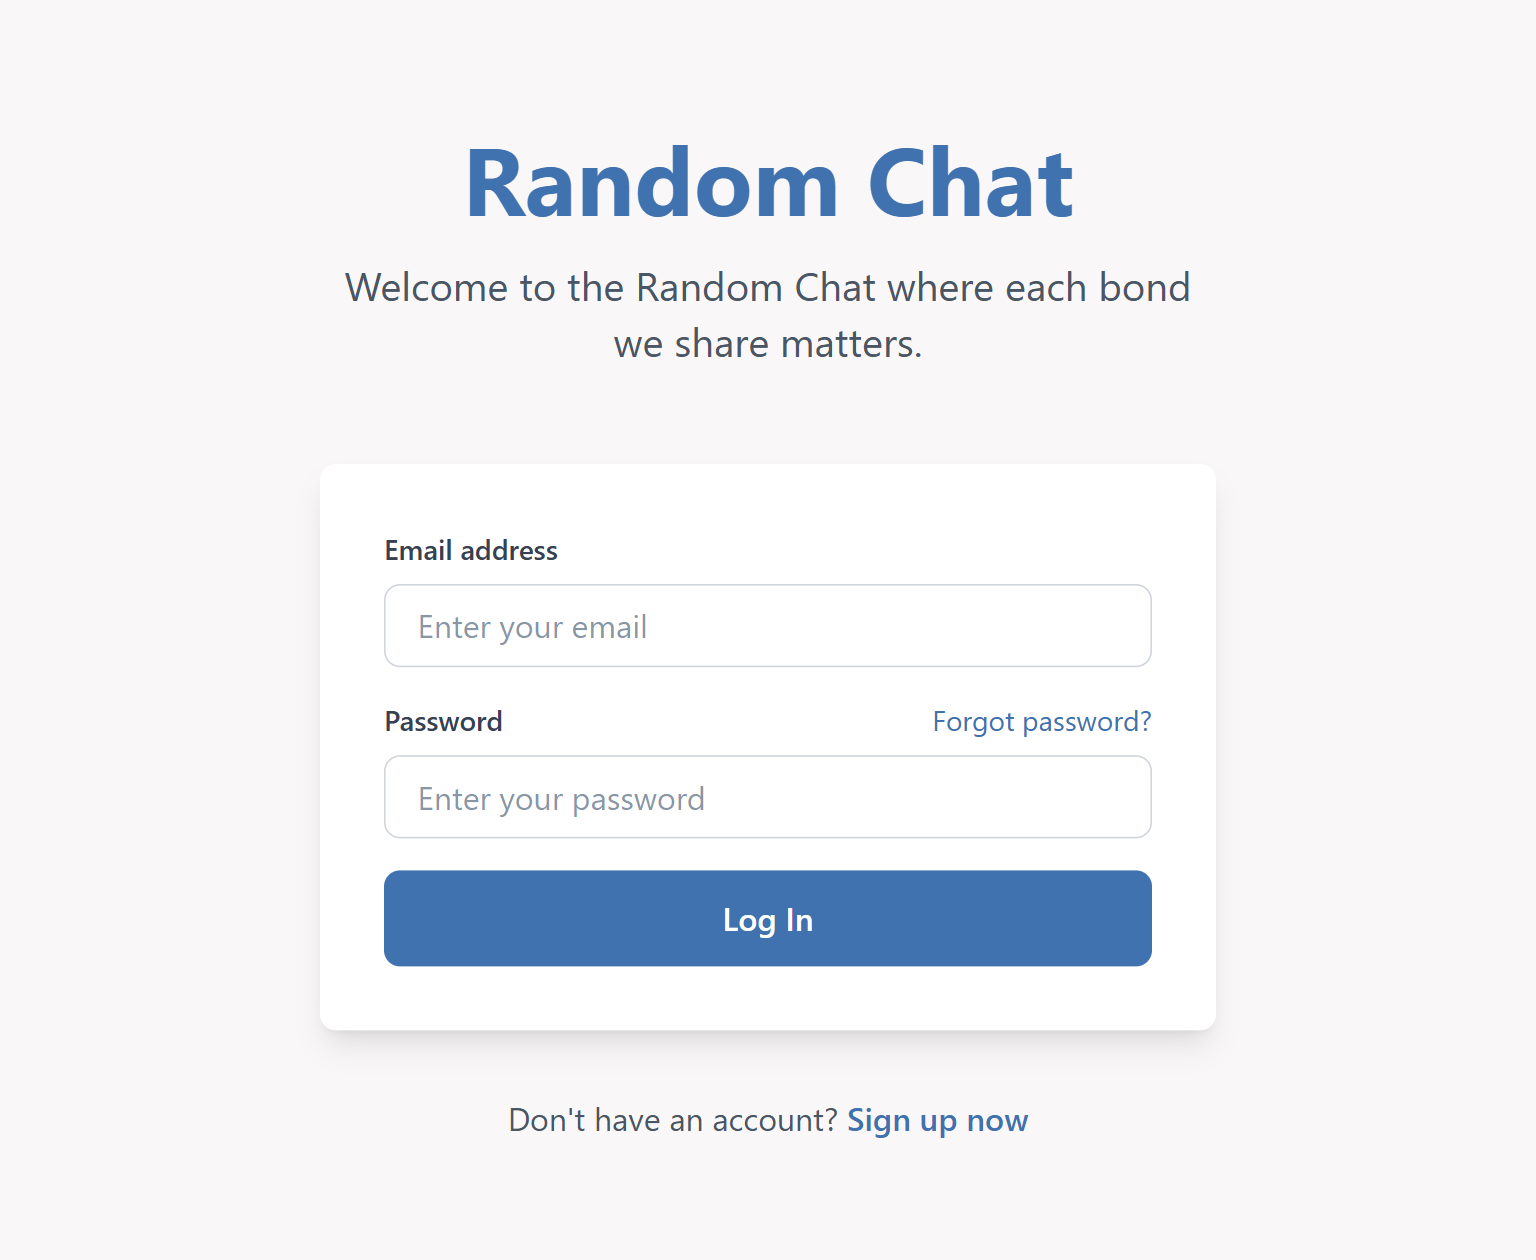 Random Chat
Welcome to the Random Chat where each bond
we share matters.
Email address
Enter your email
Password
Forgot password?
Enter your password
Log In
Don't have an account? Sign up now